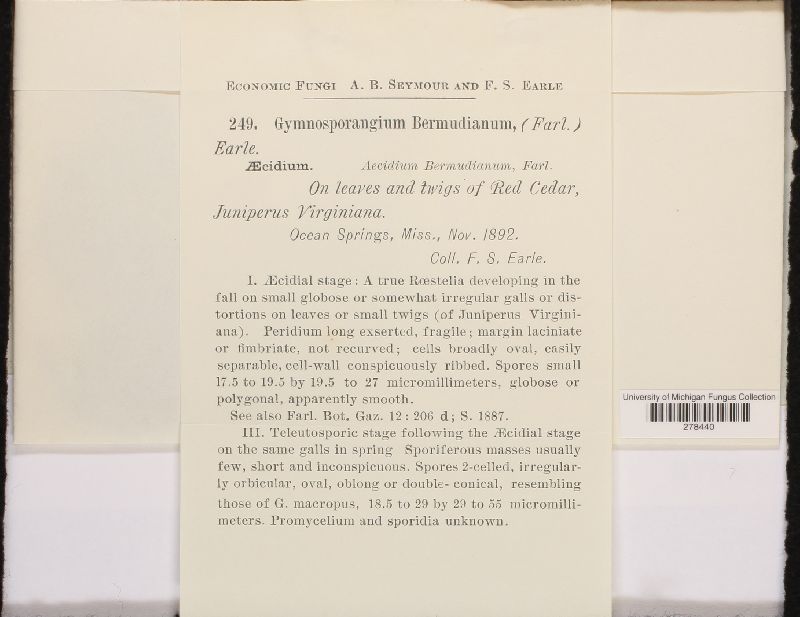 Economic Fungi A. B. Seymour and F. S. Earle
249. Gymnosporangium Bermudianum, (Farl.)
Earle.
Æcidium. Aecidium Bermudianum, Farl.
On leaves and twigs of Red Cedar,
Juniperus Virginiana.
Ocean Springs, Miss., Nov. 1892.
Coll. F. S. Earle.
I. Æcidial stage: A true Rœstelia developing in the
fall on small globose or somewhat irregular galls or dis-
tortions on leaves or small twigs (of Juniperus Virgini-
ana). Peridium long exserted, fragile; margin laciniate
or fimbriate, not recurved; cells broadly oval, easily
separable, cell-wall conspicuously ribbed. Spores small
17.5 to 19.5 by 19.5 to 27 micromillimeters, globose or
polygonal, apparently smooth.
See also Farl. Bot. Gaz. 12: 206 d; S. 1887.
III. Teleutosporic stage following the Æcidial stage
on the same galls in spring Sporiferous masses usually
few, short and inconspicuous. Spores 2-celled, irregular-
ly orbicular, oval, oblong or double-conical, resembling
those of G. macropus, 18.5 to 29 by 29 to 55 micromilli-
meters. Promycelium and sporidia unknown.
University of Michigan Fungus Collection
278440